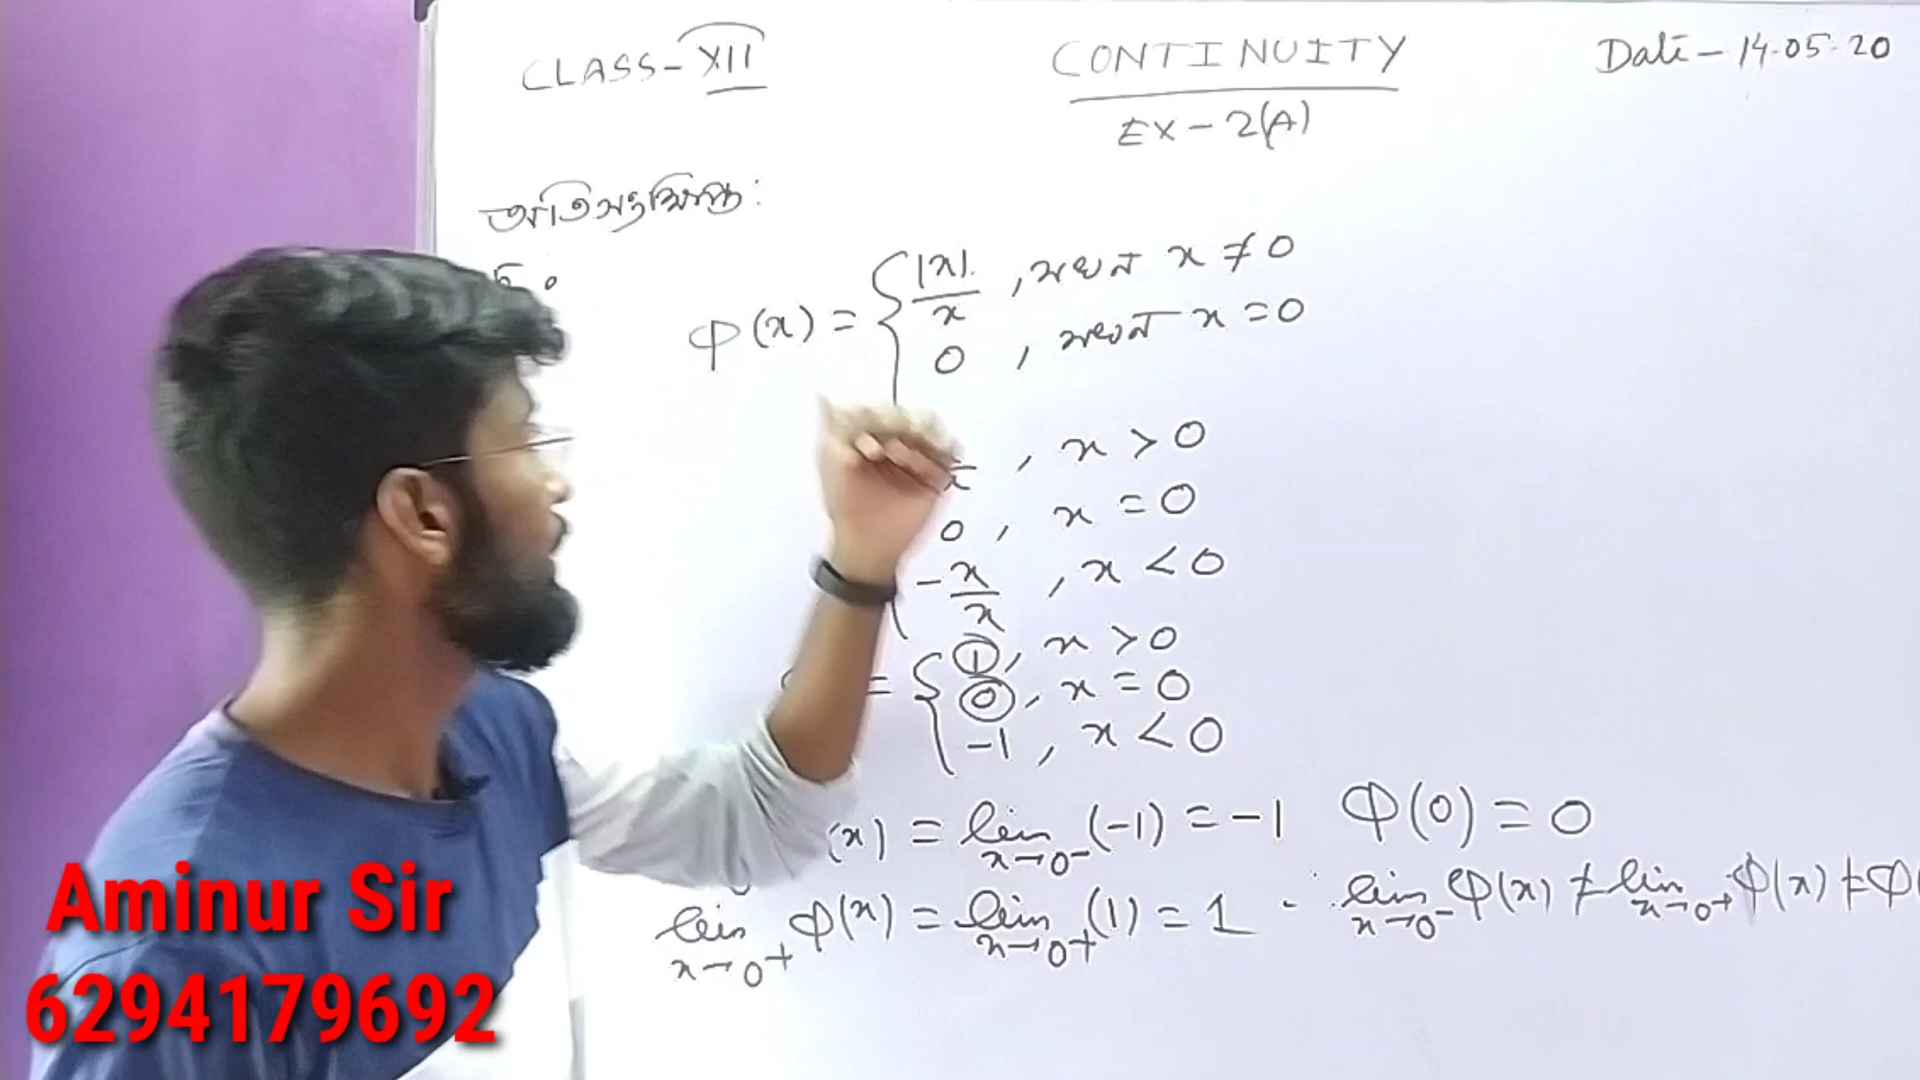 CLASS-XII
CONTINUITY
Date - 14.05.20
EX-2(A)
অতিসংক্ষিপ্ত:
φ(x) = { |x|/x , যখন x ≠ 0
0 , যখন x = 0
x , x > 0
0 , x = 0
-x/x , x < 0
= { 1 , x > 0
0 , x = 0
-1 , x < 0
(x) = lim x→0- (-1) = -1 φ(0) = 0
lim x→0+ φ(x) = lim x→0+ (1) = 1 ∴ lim x→0- φ(x) ≠ lim x→0+ φ(x) ≠ φ(
Aminur Sir
6294179692